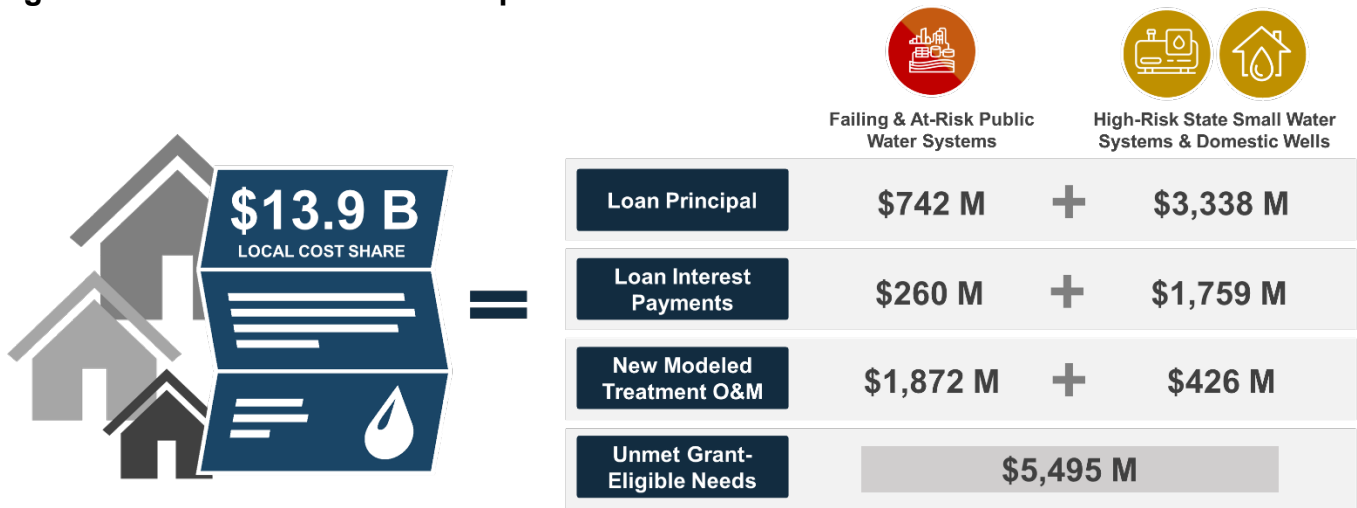 Failing & At-Risk Public
Water Systems
High-Risk State Small Water
Systems & Domestic Wells
$13.9 B
LOCAL COST SHARE
=
Loan Principal
$742 M + $3,338 M
Loan Interest
Payments
$260 M + $1,759 M
New Modeled
Treatment O&M
$1,872 M + $426 M
Unmet Grant-
Eligible Needs
$5,495 M